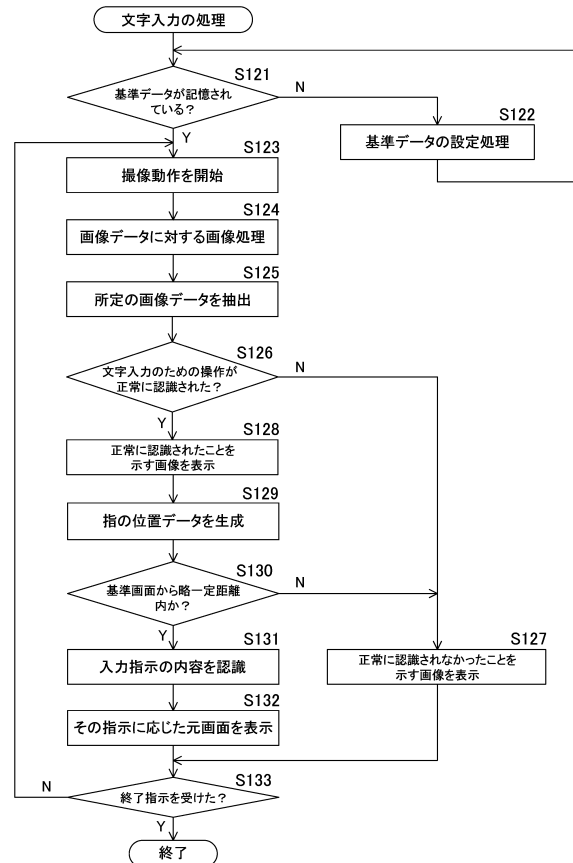 文字入力の処理
S121
基準データが記憶され
ている？
N
Y
S122
基準データの設定処理
S123
撮像動作を開始
S124
画像データに対する画像処理
S125
所定の画像データを抽出
S126
文字入力のための操作が
正常に認識された？
N
Y
S128
正常に認識されたことを
示す画像を表示
S129
指の位置データを生成
S130
基準画面から略一定距離
内か？
N
Y
S131
入力指示の内容を認識
S127
正常に認識されなかったことを
示す画像を表示
S132
その指示に応じた元画面を表示
S133
終了指示を受けた？
N
Y
終了